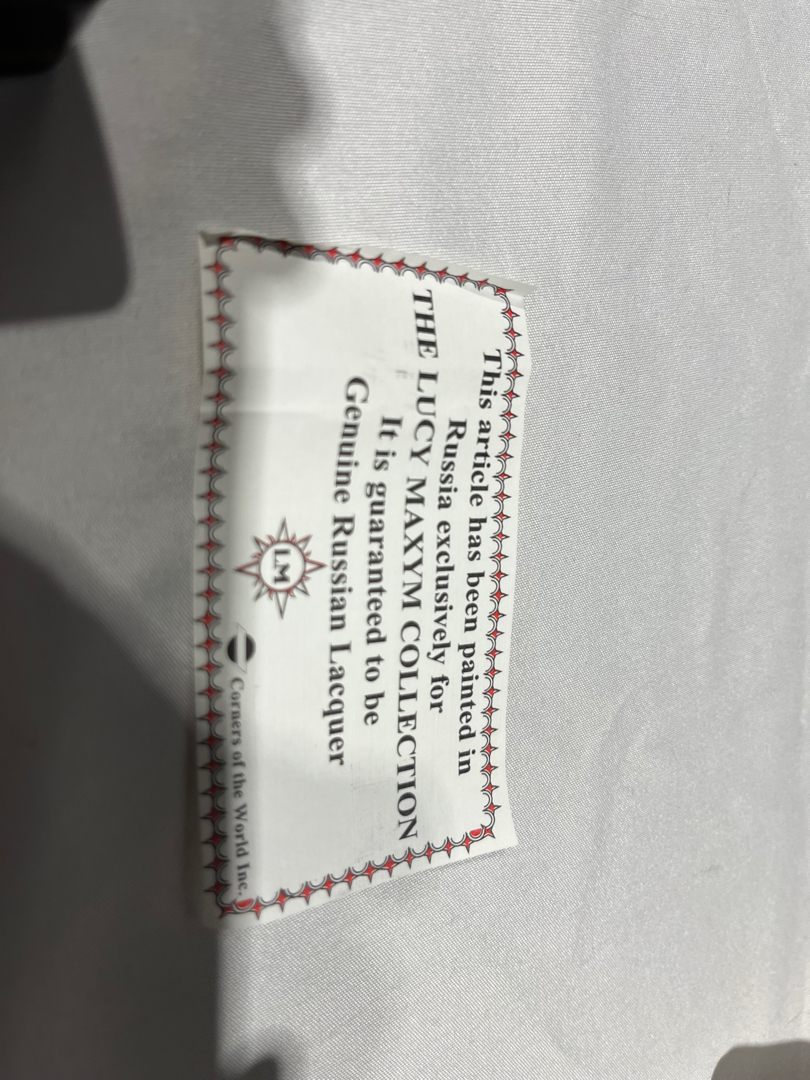 This article has been painted in
Russia exclusively for
THE LUCY MAXYM COLLECTION
It is guaranteed to be
Genuine Russian Lacquer
LM
Corners of the World Inc.